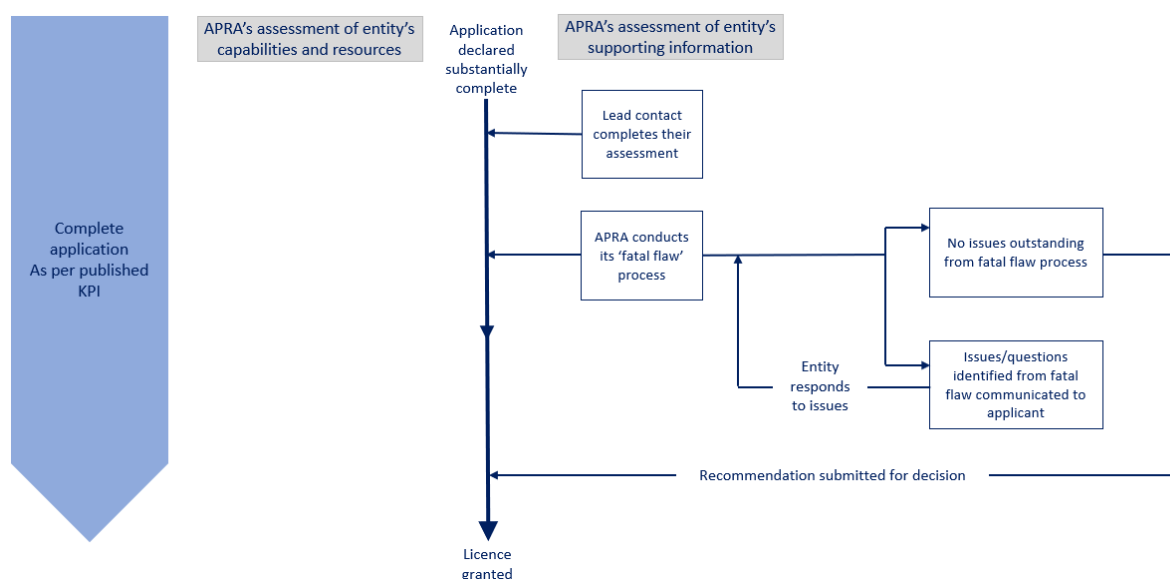 APRA's assessment of entity's
capabilities and resources
Application
declared
substantially
complete
APRA's assessment of entity's
supporting information
Lead contact
completes their
assessment
Complete
application
As per published
KPI
APRA conducts
its 'fatal flaw'
process
No issues outstanding
from fatal flaw process
Issues/questions
identified from fatal
flaw communicated to
applicant
Entity
responds
to issues
Recommendation submitted for decision
Licence
granted